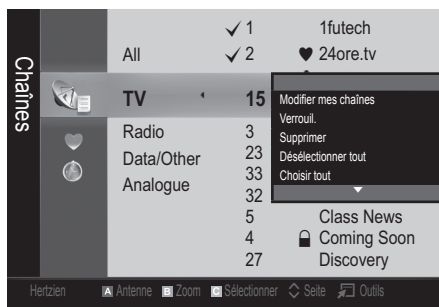 Chaînes
All
TV
Radio
Data/Other
Analogue
1 1futech
2 24ore.tv
15
3
23
33
32
5 Class News
4 Coming Soon
27 Discovery
Modifier mes chaînes
Verrouil.
Supprimer
Désélectionner tout
Choisir tout
Hertzien A Antenne B Zoom C Sélectionner Seite Outils